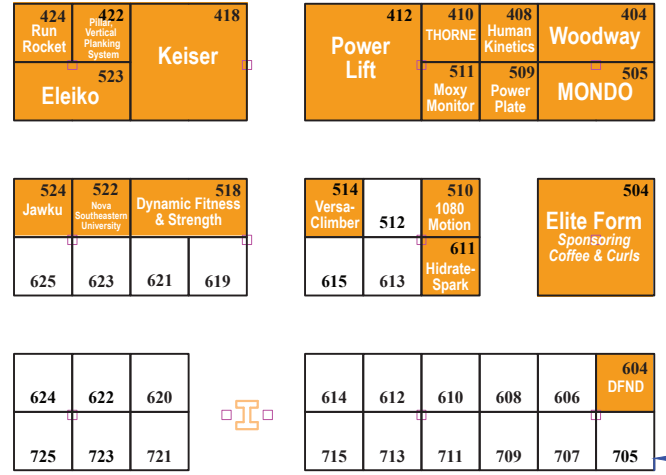 424
Run
Rocket
422
Pillar,
Vertical
Planking
System
418
Keiser
523
Eleiko
412
Power
Lift
410
THORNE
408
Human
Kinetics
404
Woodway
511
Moxy
Monitor
509
Power
Plate
505
MONDO
524
Jawku
522
Nova
Southeastern
University
518
Dynamic Fitness
& Strength
625
623
621
619
514
Versa-
Climber
512
510
1080
Motion
615
613
611
Hidrate-
Spark
504
Elite Form
Sponsoring
Coffee & Curls
624
622
620
725
723
721
614
612
610
608
606
604
DFND
715
713
711
709
707
705